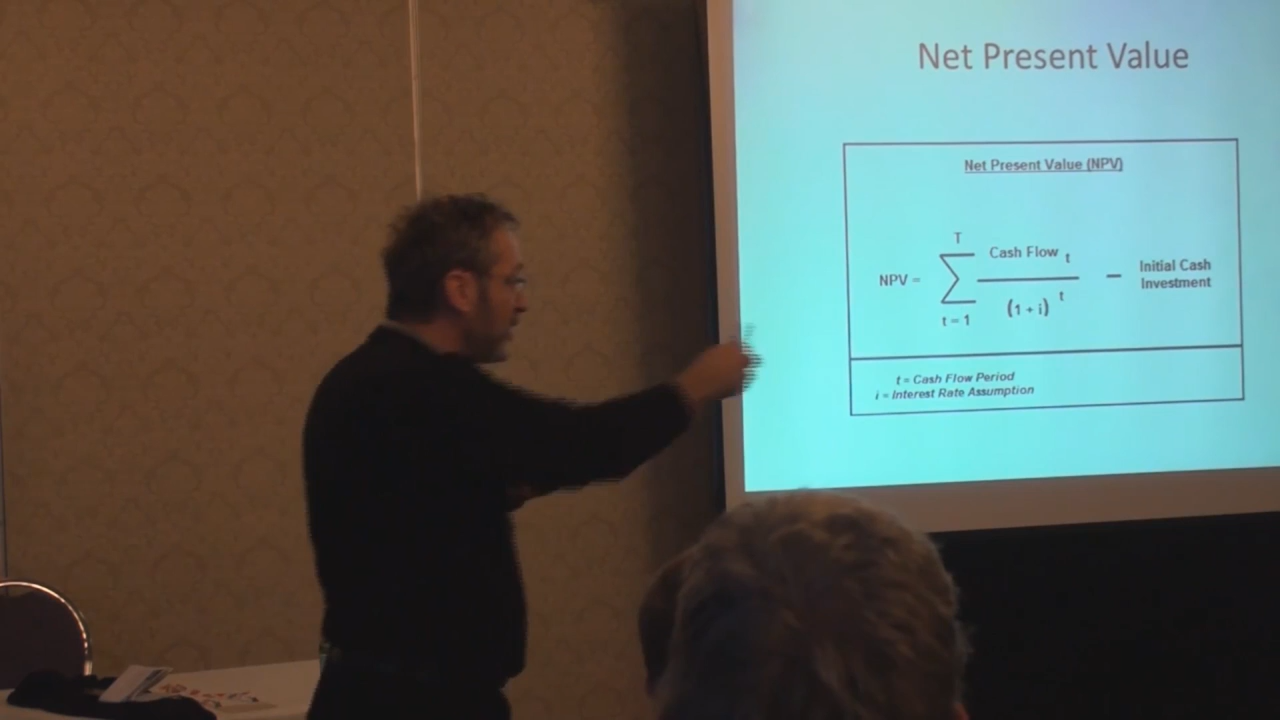 Net Present Value
Net Present Value (NPV)
T
Cash Flow t
NPV = ∑ − Initial Cash
Investment
(1 + i) t
t = 1
t = Cash Flow Period
i = Interest Rate Assumption